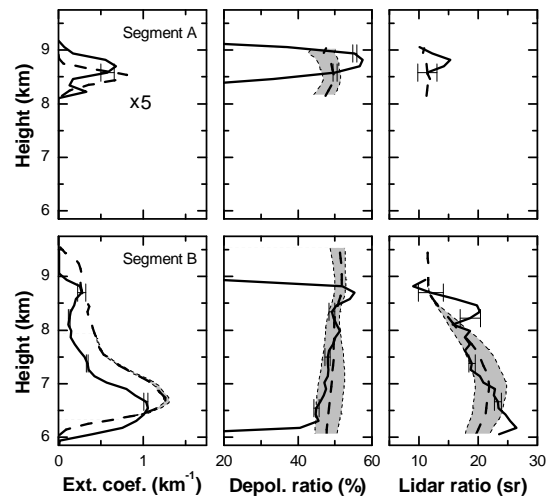 9
8
7
6
Height (km)
Segment A
x5
9
8
7
6
Height (km)
Segment B
0 1
20 40 60
10 20 30
Ext. coef. (km-1)
Depol. ratio (%)
Lidar ratio (sr)